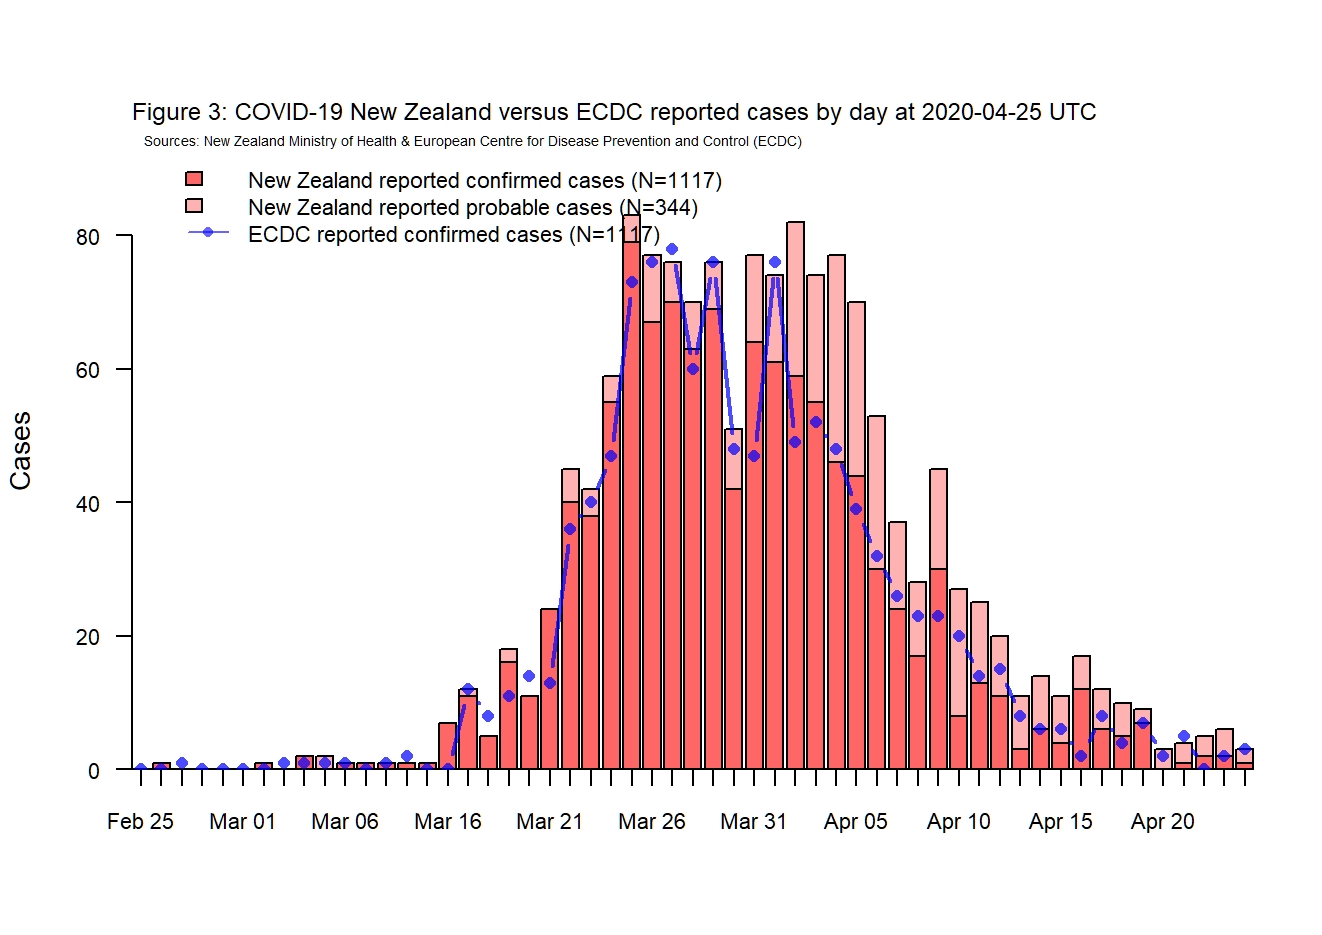 Figure 3: COVID-19 New Zealand versus ECDC reported cases by day at 2020-04-25 UTC
Sources: New Zealand Ministry of Health & European Centre for Disease Prevention and Control (ECDC)
New Zealand reported confirmed cases (N=1117)
New Zealand reported probable cases (N=344)
ECDC reported confirmed cases (N=1117)
80
60
40
20
0
Cases
Feb 25 Mar 01 Mar 06 Mar 16 Mar 21 Mar 26 Mar 31 Apr 05 Apr 10 Apr 15 Apr 20